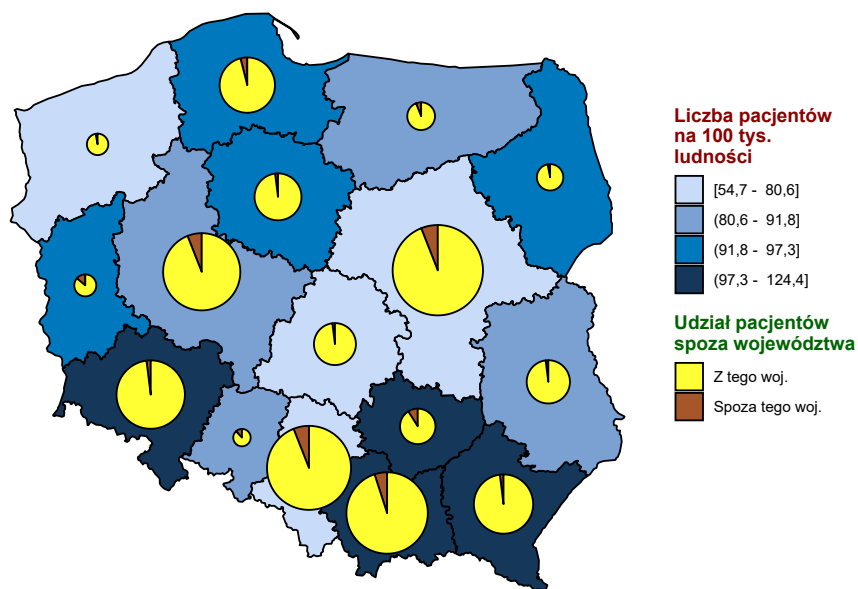 Liczba pacjentów
na 100 tys.
ludności
[54,7 - 80,6]
(80,6 - 91,8]
(91,8 - 97,3]
(97,3 - 124,4]
Udział pacjentów
spoza województwa
Z tego woj.
Spoza tego woj.